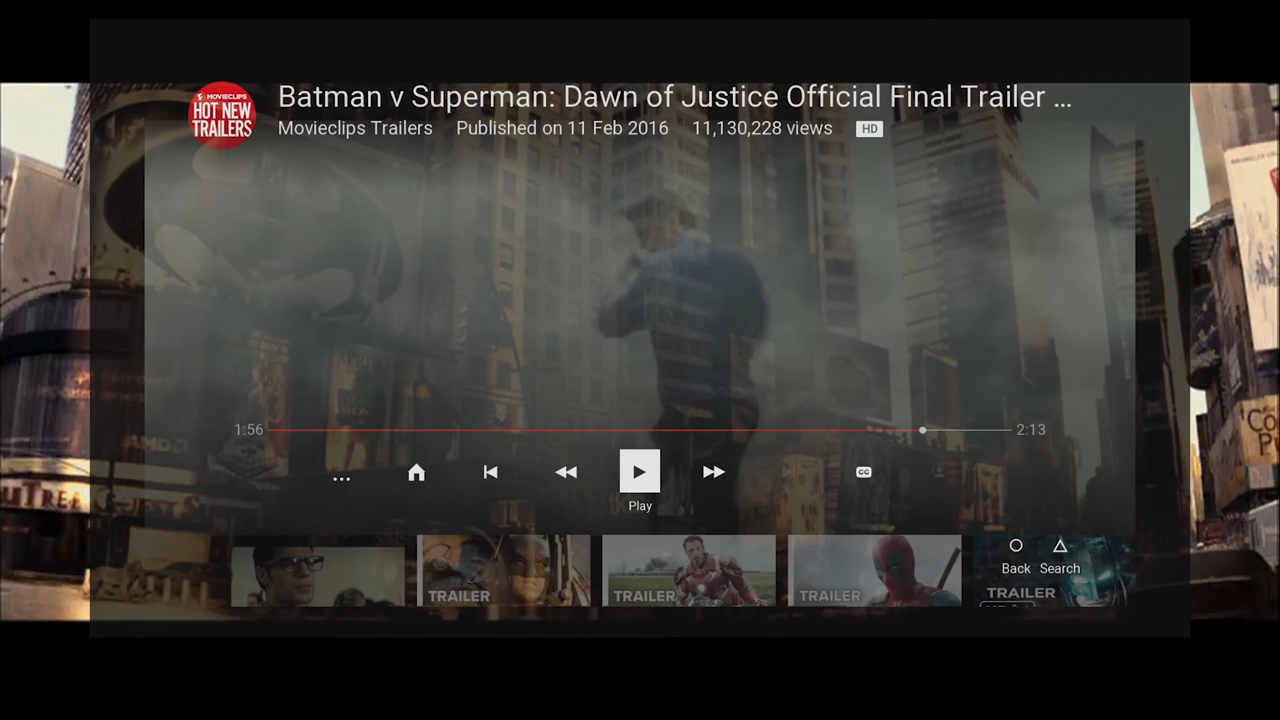 Batman v Superman: Dawn of Justice Official Final Trailer ...
MOVIECLIPS
HOT NEW
TRAILERS
Movieclips Trailers Published on 11 Feb 2016 11,130,228 views HD
1:56 2:13
CC
Play
Back Search
TRAILER TRAILER TRAILER TRAILER